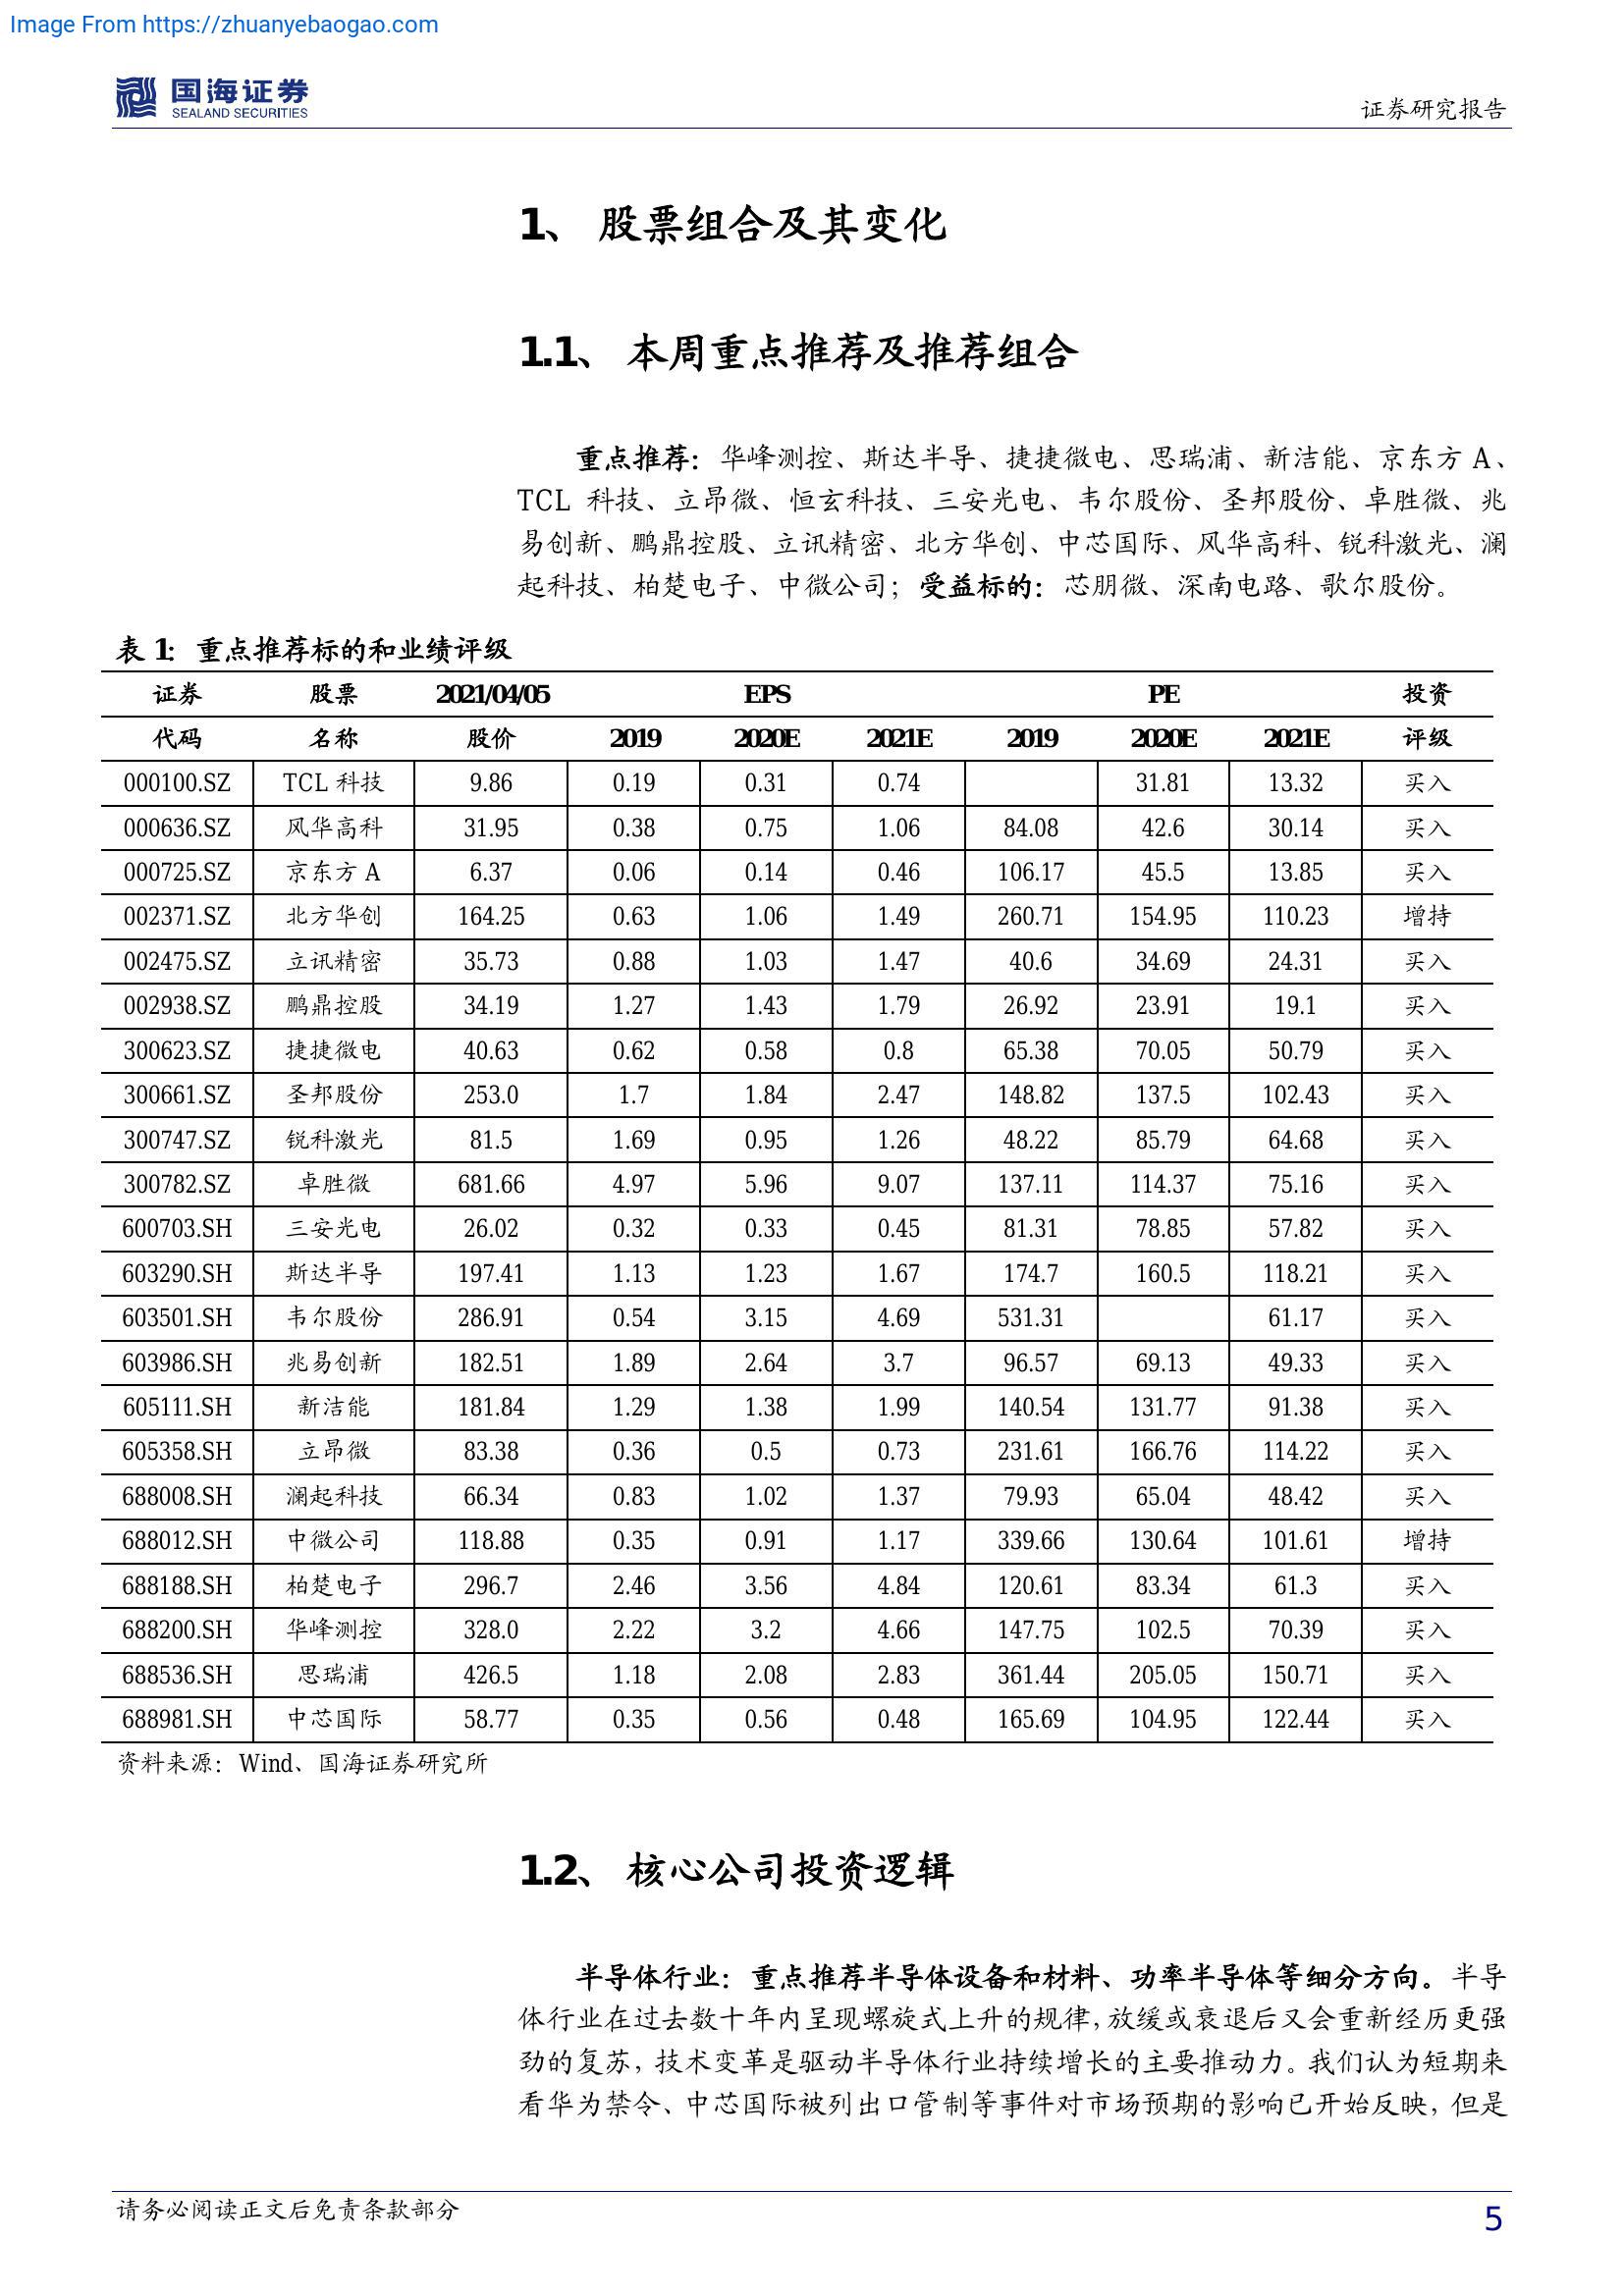 Image From https://zhuanyebaogao.com
国海证券
SEALAND SECURITIES
证券研究报告
1、 股票组合及其变化
1.1、 本周重点推荐及推荐组合
重点推荐：华峰测控、斯达半导、捷捷微电、思瑞浦、新洁能、京东方 A、
TCL 科技、立昂微、恒玄科技、三安光电、韦尔股份、圣邦股份、卓胜微、兆
易创新、鹏鼎控股、立讯精密、北方华创、中芯国际、风华高科、锐科激光、澜
起科技、柏楚电子、中微公司；受益标的：芯朋微、深南电路、歌尔股份。
表 1：重点推荐标的和业绩评级
证券 股票 2021/04/05 EPS PE 投资
代码 名称 股价 2019 2020E 2021E 2019 2020E 2021E 评级
000100.SZ TCL 科技 9.86 0.19 0.31 0.74 31.81 13.32 买入
000636.SZ 风华高科 31.95 0.38 0.75 1.06 84.08 42.6 30.14 买入
000725.SZ 京东方 A 6.37 0.06 0.14 0.46 106.17 45.5 13.85 买入
002371.SZ 北方华创 164.25 0.63 1.06 1.49 260.71 154.95 110.23 增持
002475.SZ 立讯精密 35.73 0.88 1.03 1.47 40.6 34.69 24.31 买入
002938.SZ 鹏鼎控股 34.19 1.27 1.43 1.79 26.92 23.91 19.1 买入
300623.SZ 捷捷微电 40.63 0.62 0.58 0.8 65.38 70.05 50.79 买入
300661.SZ 圣邦股份 253.0 1.7 1.84 2.47 148.82 137.5 102.43 买入
300747.SZ 锐科激光 81.5 1.69 0.95 1.26 48.22 85.79 64.68 买入
300782.SZ 卓胜微 681.66 4.97 5.96 9.07 137.11 114.37 75.16 买入
600703.SH 三安光电 26.02 0.32 0.33 0.45 81.31 78.85 57.82 买入
603290.SH 斯达半导 197.41 1.13 1.23 1.67 174.7 160.5 118.21 买入
603501.SH 韦尔股份 286.91 0.54 3.15 4.69 531.31 61.17 买入
603986.SH 兆易创新 182.51 1.89 2.64 3.7 96.57 69.13 49.33 买入
605111.SH 新洁能 181.84 1.29 1.38 1.99 140.54 131.77 91.38 买入
605358.SH 立昂微 83.38 0.36 0.5 0.73 231.61 166.76 114.22 买入
688008.SH 澜起科技 66.34 0.83 1.02 1.37 79.93 65.04 48.42 买入
688012.SH 中微公司 118.88 0.35 0.91 1.17 339.66 130.64 101.61 增持
688188.SH 柏楚电子 296.7 2.46 3.56 4.84 120.61 83.34 61.3 买入
688200.SH 华峰测控 328.0 2.22 3.2 4.66 147.75 102.5 70.39 买入
688536.SH 思瑞浦 426.5 1.18 2.08 2.83 361.44 205.05 150.71 买入
688981.SH 中芯国际 58.77 0.35 0.56 0.48 165.69 104.95 122.44 买入
资料来源：Wind、国海证券研究所
1.2、 核心公司投资逻辑
半导体行业：重点推荐半导体设备和材料、功率半导体等细分方向。半导
体行业在过去数十年内呈现螺旋式上升的规律，放缓或衰退后又会重新经历更强
劲的复苏，技术变革是驱动半导体行业持续增长的主要推动力。我们认为短期来
看华为禁令、中芯国际被列出口管制等事件对市场预期的影响已开始反映，但是
请务必阅读正文后免责条款部分
5